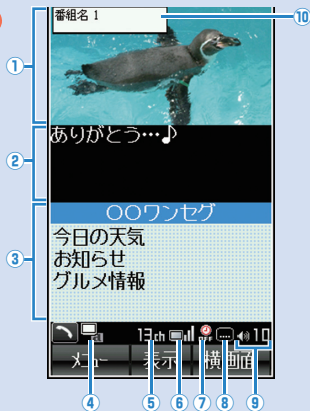 番組名 1
⑩
①
②
ありがとう…♪
○○ワンセグ
③
今日の天気
お知らせ
グルメ情報
13ch
OFF
10
メニュー 表示 横画面
④ ⑤ ⑥ ⑦ ⑧ ⑨